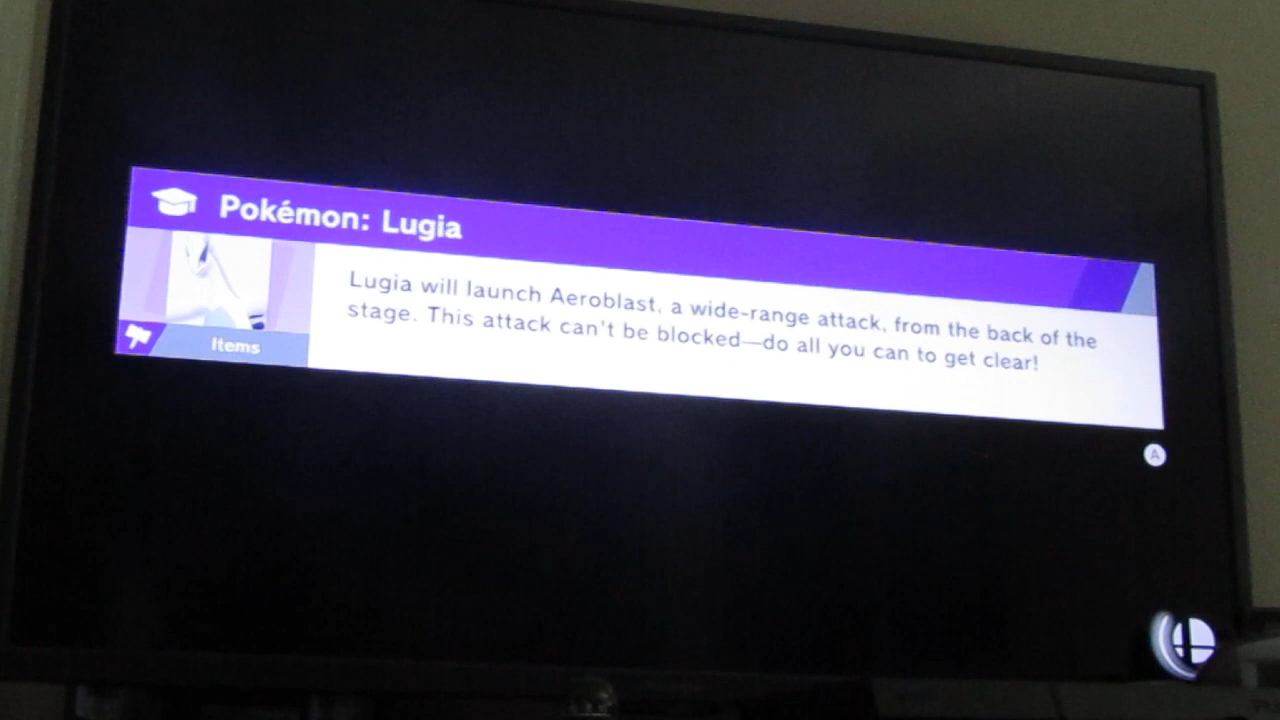 Pokémon: Lugia
Lugia will launch Aeroblast, a wide-range attack, from the back of the
stage. This attack can't be blocked—do all you can to get clear!
Items
A